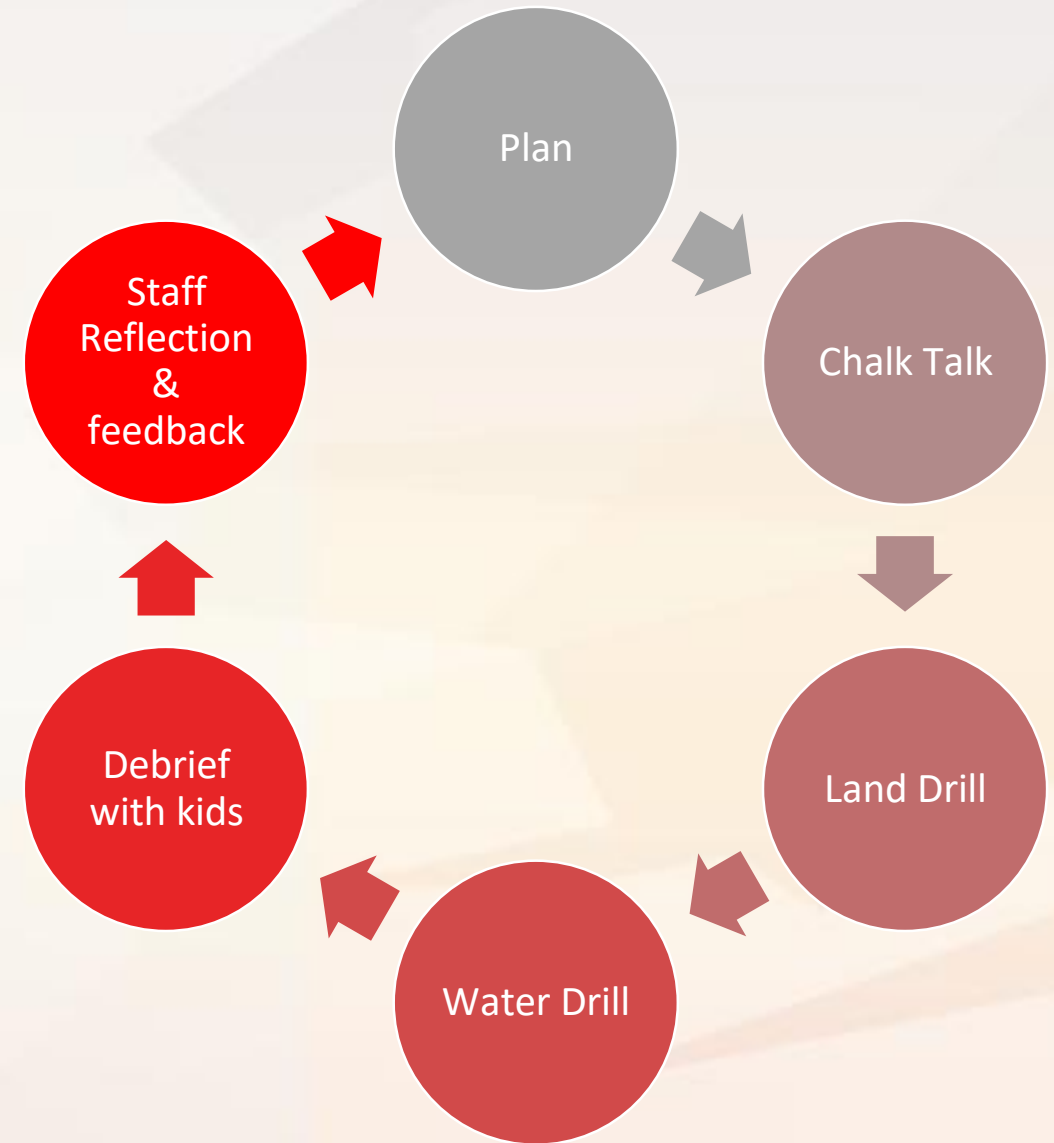 Plan
Chalk Talk
Land Drill
Water Drill
Debrief
with kids
Staff
Reflection
&
feedback